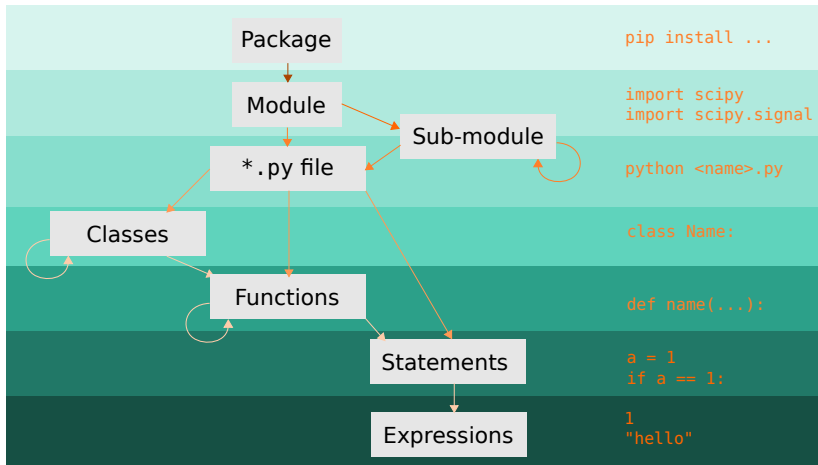 Package
pip install ...
Module
import scipy
import scipy.signal
Sub-module
*.py file
python <name>.py
Classes
class Name:
Functions
def name(...):
Statements
a = 1
if a == 1:
Expressions
1
"hello"